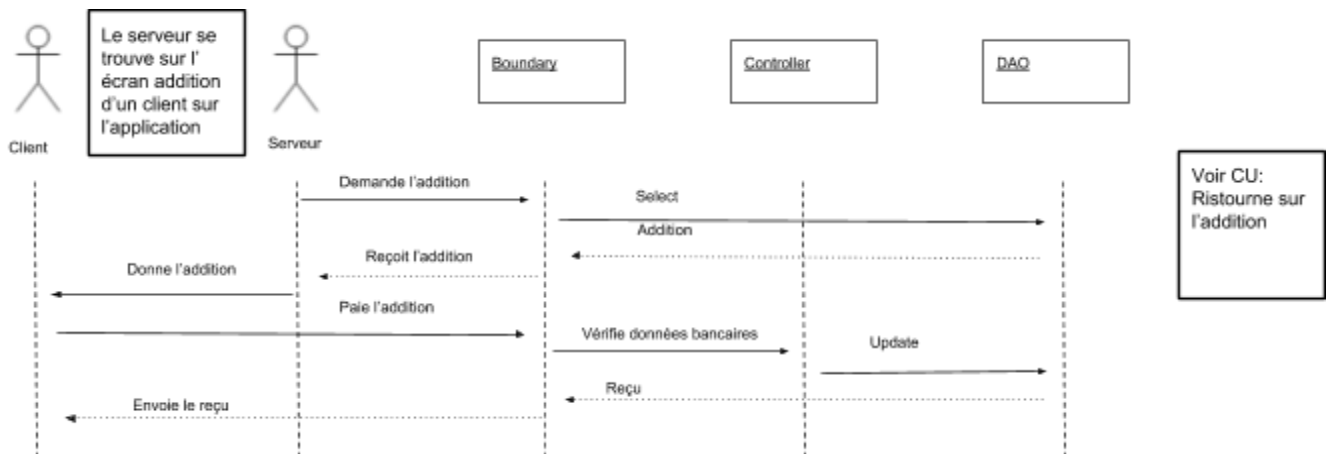 Le serveur se
trouve sur l'
écran addition
d'un client sur
l'application
Boundary
Controller
DAO
Client
Serveur
Voir CU:
Ristourne sur
l'addition
Demande l'addition
Select
Addition
Reçoit l'addition
Donne l'addition
Paie l'addition
Vérifie données bancaires
Update
Reçu
Envoie le reçu